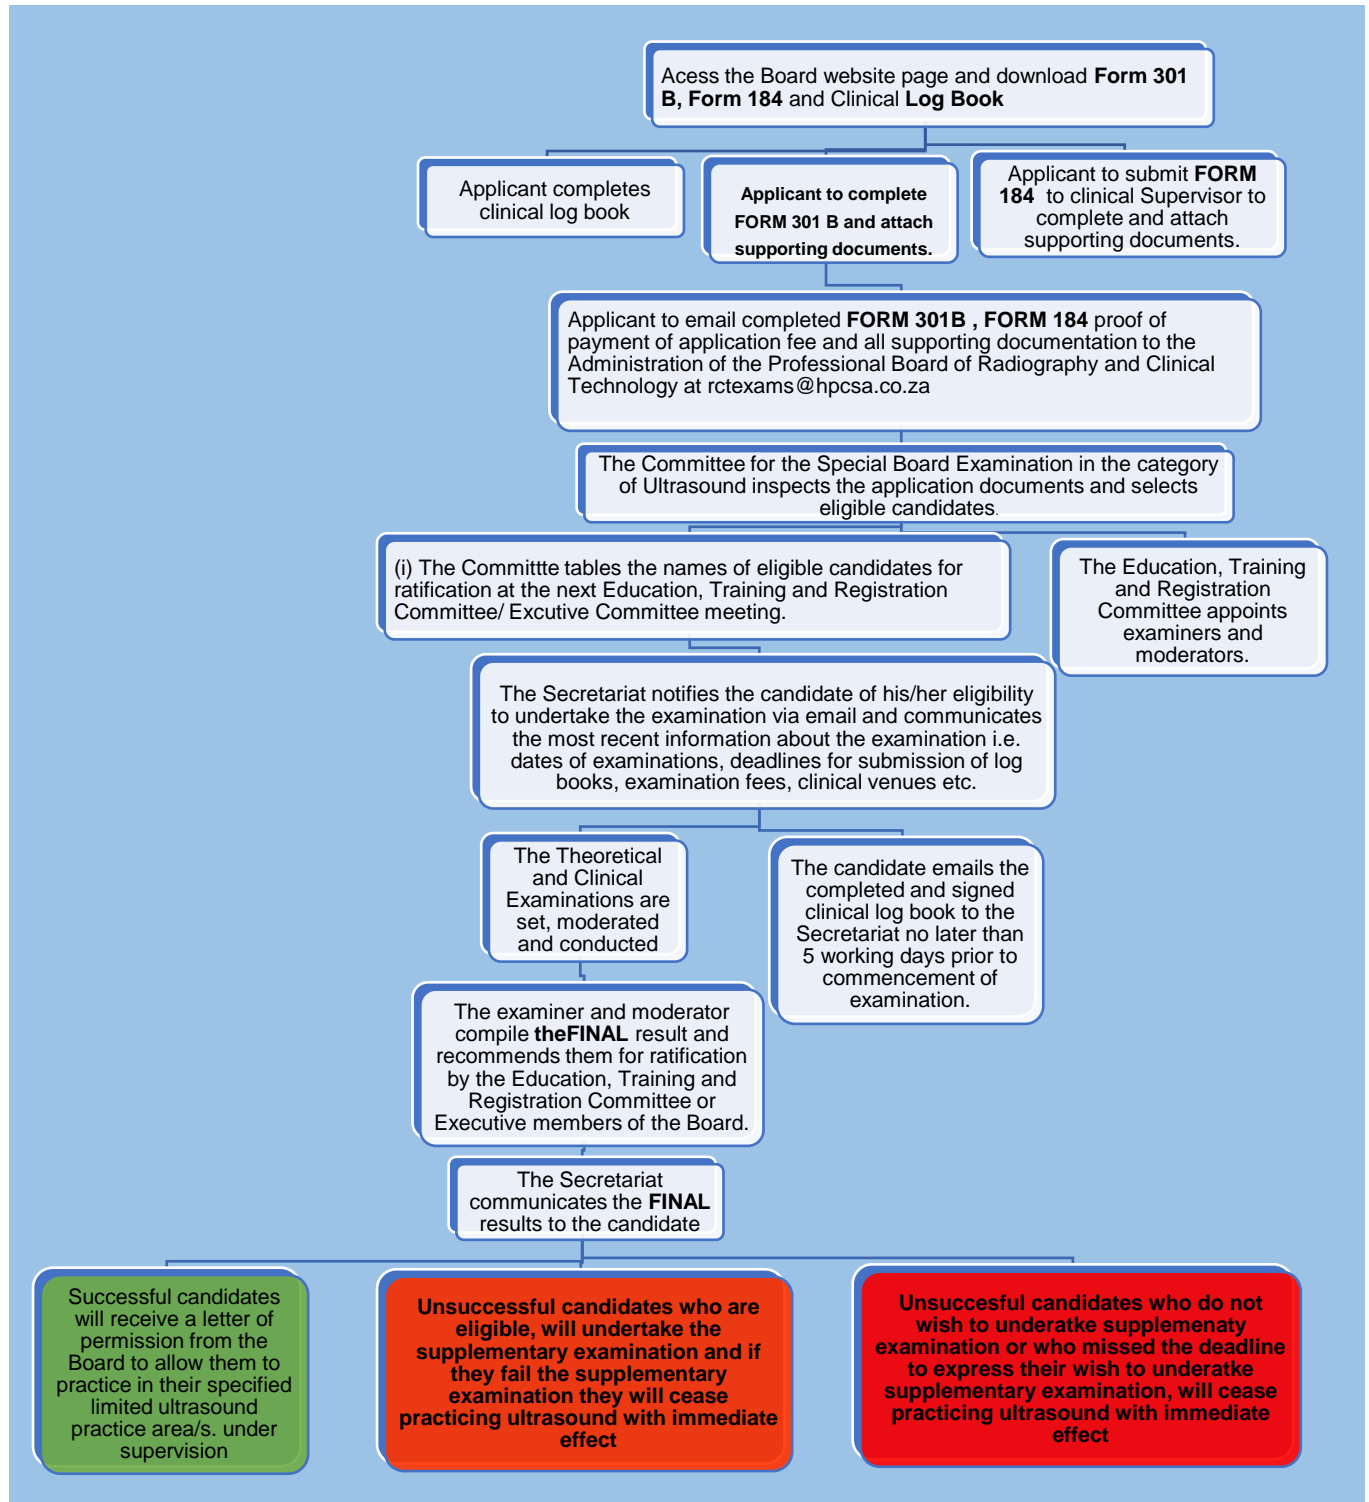 Acess the Board website page and download Form 301
B, Form 184 and Clinical Log Book
Applicant completes
clinical log book
Applicant to complete
FORM 301 B and attach
supporting documents.
Applicant to submit FORM
184 to clinical Supervisor to
complete and attach
supporting documents.
Applicant to email completed FORM 301B , FORM 184 proof of
payment of application fee and all supporting documentation to the
Administration of the Professional Board of Radiography and Clinical
Technology at rctexams@hpcsa.co.za
The Committee for the Special Board Examination in the category
of Ultrasound inspects the application documents and selects
eligible candidates.
(i) The Committte tables the names of eligible candidates for
ratification at the next Education, Training and Registration
Committee/ Excutive Committee meeting.
The Education, Training
and Registration
Committee appoints
examiners and
moderators.
The Secretariat notifies the candidate of his/her eligibility
to undertake the examination via email and communicates
the most recent information about the examination i.e.
dates of examinations, deadlines for submission of log
books, examination fees, clinical venues etc.
The Theoretical
and Clinical
Examinations are
set, moderated
and conducted
The candidate emails the
completed and signed
clinical log book to the
Secretariat no later than
5 working days prior to
commencement of
examination.
The examiner and moderator
compile theFINAL result and
recommends them for ratification
by the Education, Training and
Registration Committee or
Executive members of the Board.
The Secretariat
communicates the FINAL
results to the candidate
Successful candidates
will receive a letter of
permission from the
Board to allow them to
practice in their specified
limited ultrasound
practice area/s. under
supervision
Unsuccessful candidates who are
eligible, will undertake the
supplementary examination and if
they fail the supplementary
examination they will cease
practicing ultrasound with immediate
effect
Unsuccesful candidates who do not
wish to underatke supplemenaty
examination or who missed the deadline
to express their wish to underatke
supplementary examination, will cease
practicing ultrasound with immediate
effect